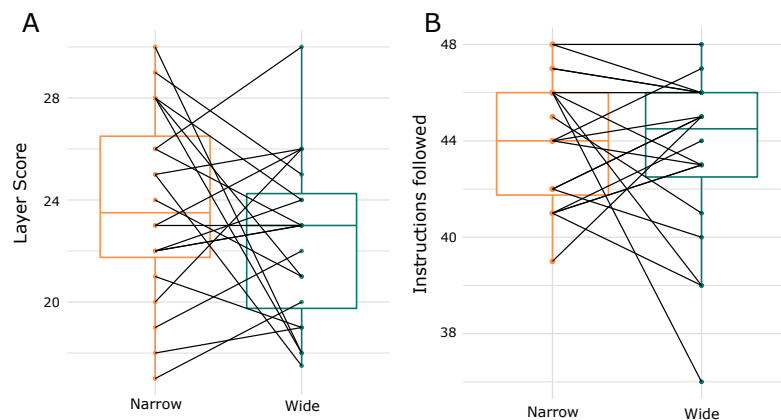 A
Layer Score
28
24
20
Narrow
Wide
B
Instructions followed
48
44
40
38
Narrow
Wide